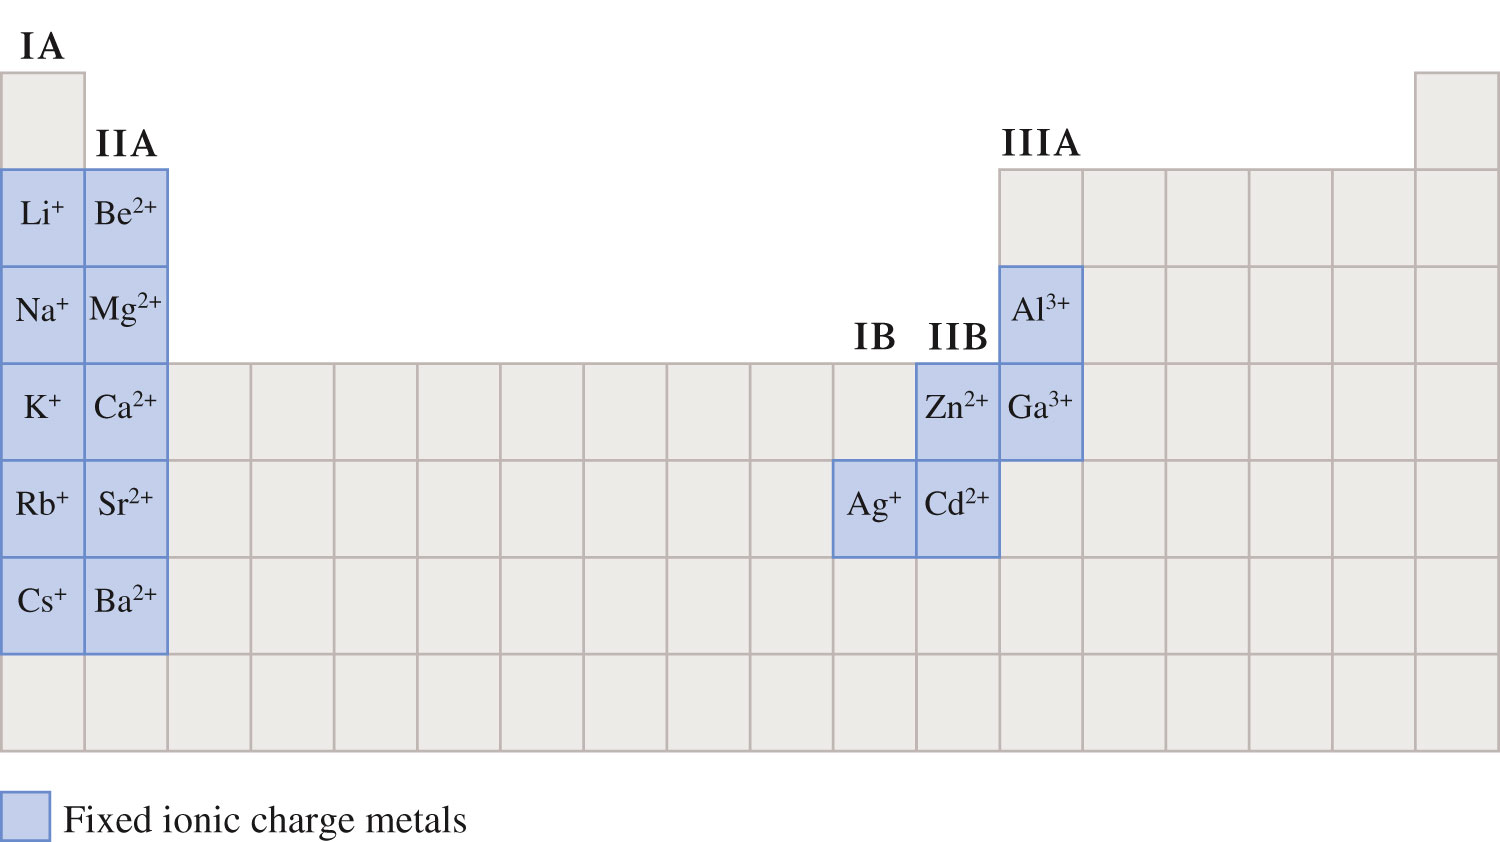 IA
IIA IIIA
Li⁺ Be²⁺
Na⁺ Mg²⁺ Al³⁺
IB IIB
K⁺ Ca²⁺ Zn²⁺ Ga³⁺
Rb⁺ Sr²⁺ Ag⁺ Cd²⁺
Cs⁺ Ba²⁺
Fixed ionic charge metals